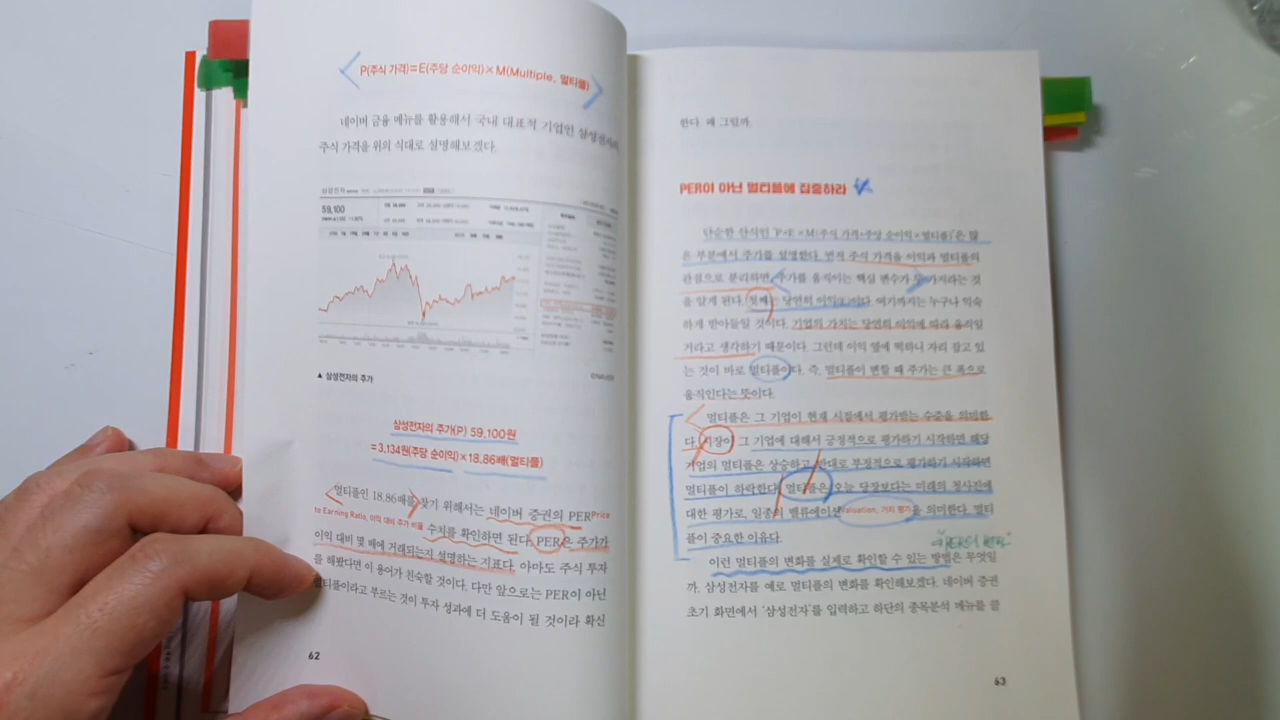 P(주식 가격)=E(주당 순이익)×M(Multiple, 멀티플)
네이버 금융 메뉴를 활용해서 국내 대표적 기업인 삼성전자의
주식 가격을 위의 식대로 설명해보겠다.
삼성전자
59,100
▲ 삼성전자의 주가
삼성전자의 주가(P) 59,100원
=3,134원(주당 순이익)×18.86배(멀티플)
멀티플인 18.86배를 찾기 위해서는 네이버 증권의 PER Price
to Earning Ratio, 이익 대비 주가 비율 수치를 확인하면 된다. PER은 주가가
이익 대비 몇 배에 거래되는지 설명하는 지표다. 아마도 주식 투자
를 해봤다면 이 용어가 친숙할 것이다. 다만 앞으로는 PER이 아닌
멀티플이라고 부르는 것이 투자 성과에 더 도움이 될 것이라 확신
62
한다. 왜 그럴까.
PER이 아닌 멀티플에 집중하라
단순한 산식인 'P=E×M(주식 가격=주당 순이익×멀티플)'은 많
은 부분에서 주가를 설명한다. 먼저 주식 가격을 이익과 멀티플의
관점으로 분리하면, 주가를 움직이는 핵심 변수가 두 가지라는 것
을 알게 된다. 첫째는 당연히 이익(E)이다. 여기까지는 누구나 익숙
하게 받아들일 것이다. 기업의 가치는 당연히 이익에 따라 움직일
거라고 생각하기 때문이다. 그런데 이익 옆에 떡하니 자리 잡고 있
는 것이 바로 멀티플이다. 즉, 멀티플이 변할 때 주가는 큰 폭으로
움직인다는 뜻이다.
멀티플은 그 기업이 현재 시장에서 평가받는 수준을 의미한
다. 시장이 그 기업에 대해서 긍정적으로 평가하기 시작하면 해당
기업의 멀티플은 상승하고, 반대로 부정적으로 평가하기 시작하면
멀티플이 하락한다. 멀티플은 오늘 당장보다는 미래의 청사진에
대한 평가로, 일종의 밸류에이션Valuation, 가치 평가을 의미한다. 멀티
플이 중요한 이유다.
이런 멀티플의 변화를 실제로 확인할 수 있는 방법은 무엇일
까. 삼성전자를 예로 멀티플의 변화를 확인해보겠다. 네이버 증권
초기 화면에서 '삼성전자'를 입력하고 하단의 종목분석 메뉴를 클
63